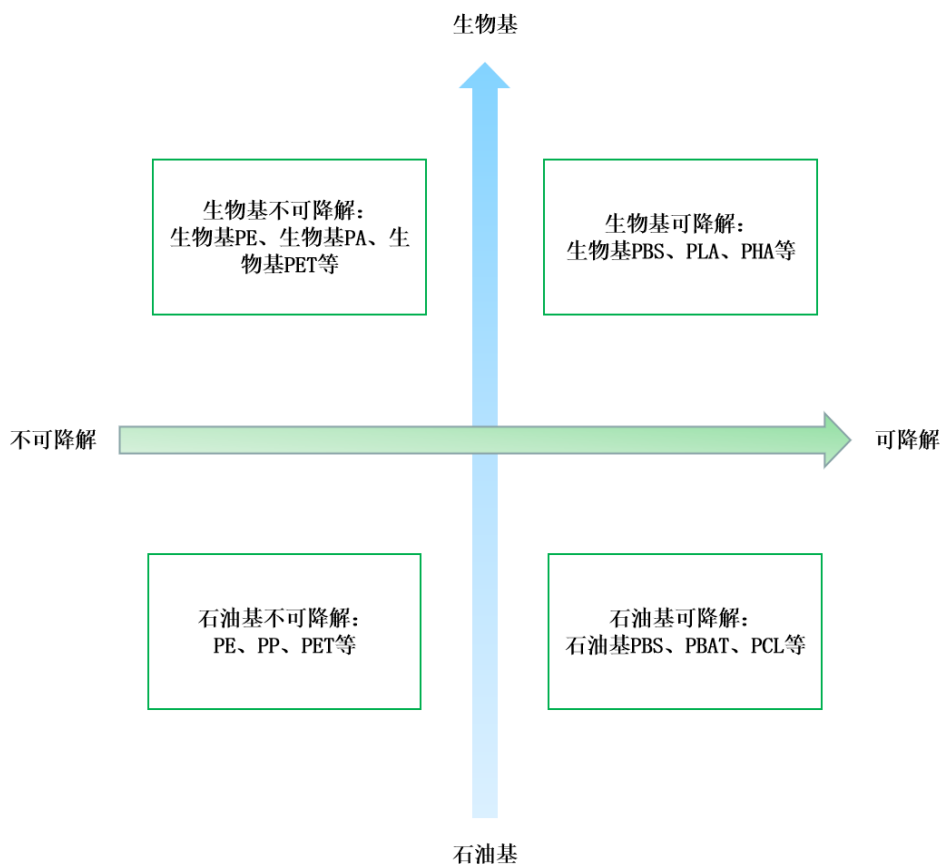 生物基
生物基不可降解：
生物基PE、生物基PA、生
物基PET等
生物基可降解：
生物基PBS、PLA、PHA等
不可降解
可降解
石油基不可降解：
PE、PP、PET等
石油基可降解：
石油基PBS、PBAT、PCL等
石油基